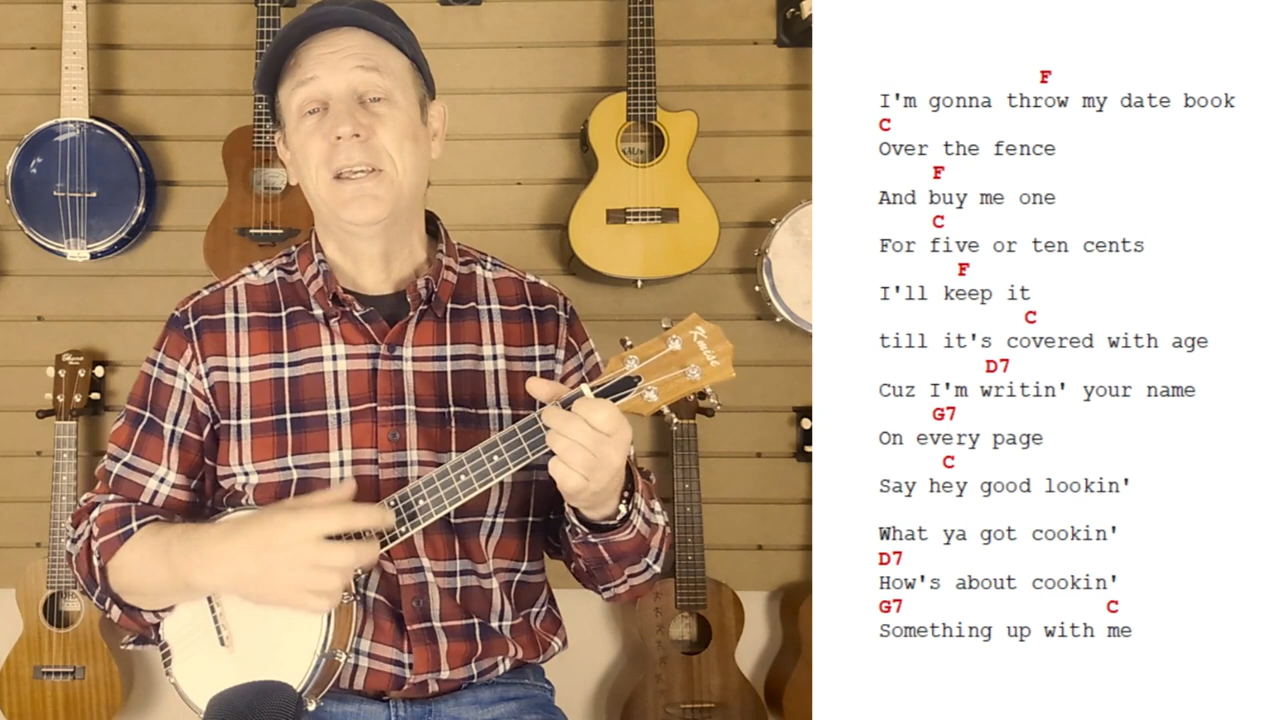 F
I'm gonna throw my date book
C
Over the fence
F
And buy me one
C
For five or ten cents
F
I'll keep it
C
till it's covered with age
D7
Cuz I'm writin' your name
G7
On every page
C
Say hey good lookin'
What ya got cookin'
D7
How's about cookin'
G7 C
Something up with me
Kmise